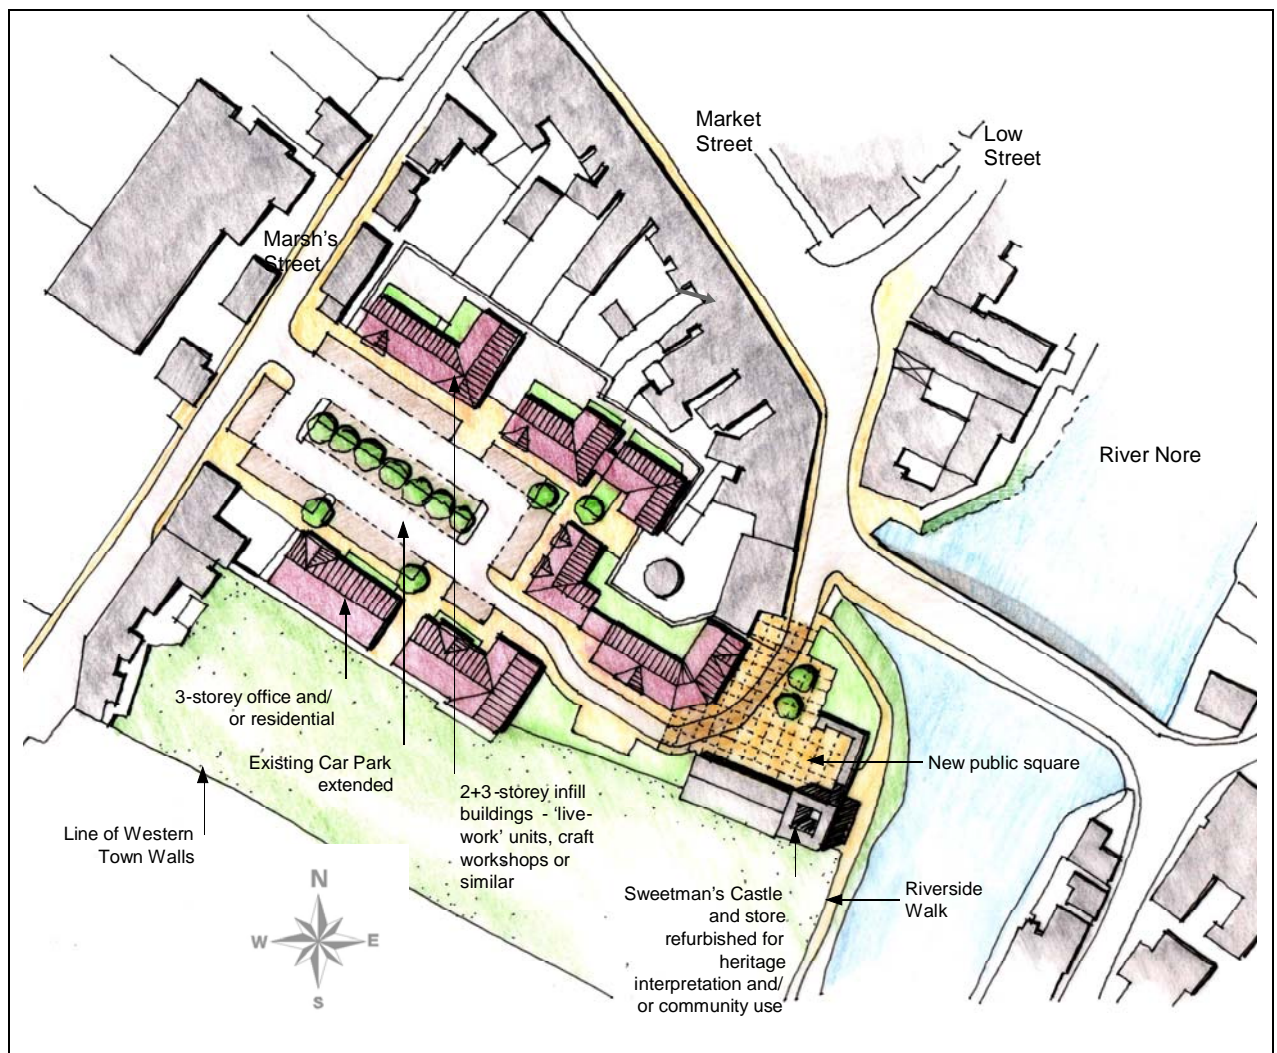 Market
Street
Low
Street
Marsh's
Street
River Nore
3-storey office and/
or residential
Existing Car Park
extended
2+3-storey infill
buildings - 'live-
work' units, craft
workshops or
similar
New public square
Line of Western
Town Walls
Sweetman's Castle
and store
refurbished for
heritage
interpretation and/
or community use
Riverside
Walk
N
W E
S